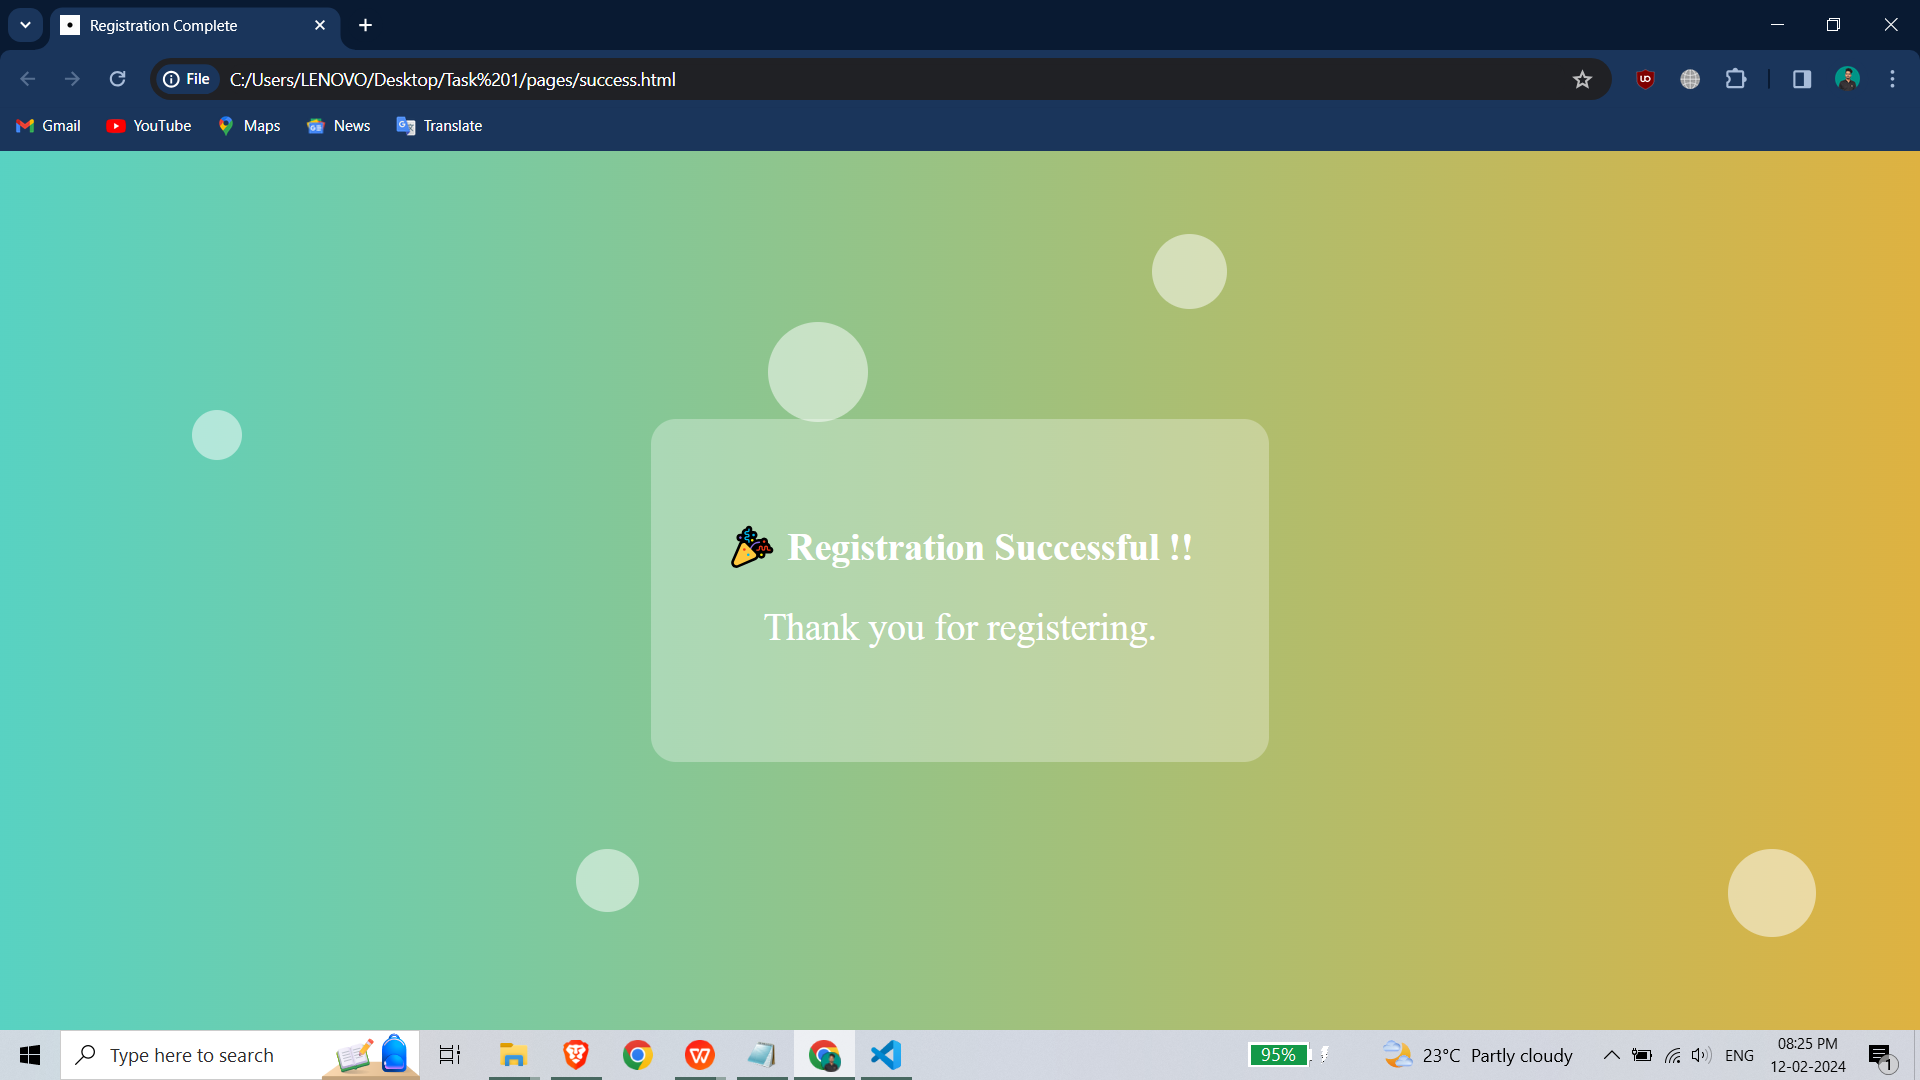 Registration Complete
File
C:/Users/LENOVO/Desktop/Task%201/pages/success.html
UD
Gmail
YouTube
Maps
News
Translate
Registration Successful !!
Thank you for registering.
Type here to search
95%
23°C Partly cloudy
ENG
08:25 PM
12-02-2024
1